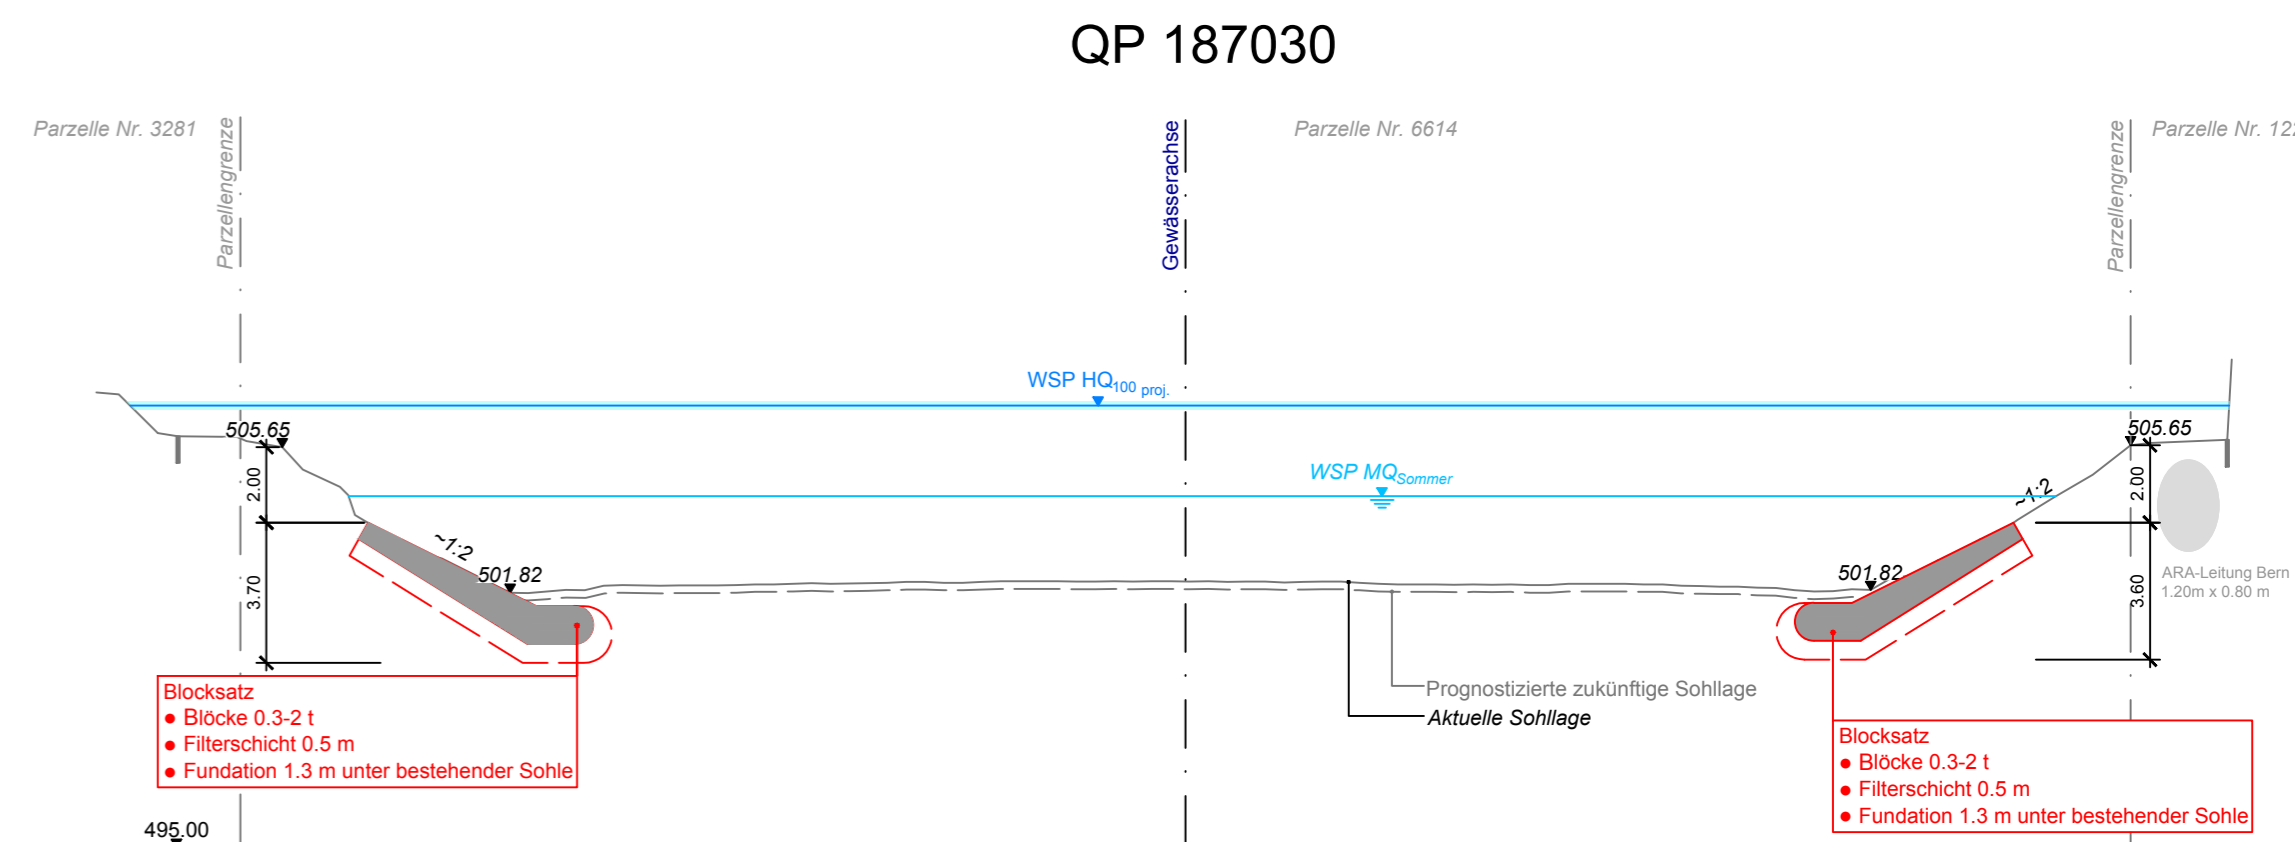 QP 187030
Parzelle Nr. 3281
Parzellengrenze
Gewässerachse
Parzelle Nr. 6614
Parzellengrenze
Parzelle Nr. 122
WSP HQ100 proj.
505.65
505.65
WSP MQSommer
2.00
~1:2
2.00
~1:2
501.82
501.82
3.70
3.60
ARA-Leitung Bern
1.20m x 0.80 m
Prognostizierte zukünftige Sohllage
Aktuelle Sohllage
Blocksatz
● Blöcke 0.3-2 t
● Filterschicht 0.5 m
● Fundation 1.3 m unter bestehender Sohle
Blocksatz
● Blöcke 0.3-2 t
● Filterschicht 0.5 m
● Fundation 1.3 m unter bestehender Sohle
495.00